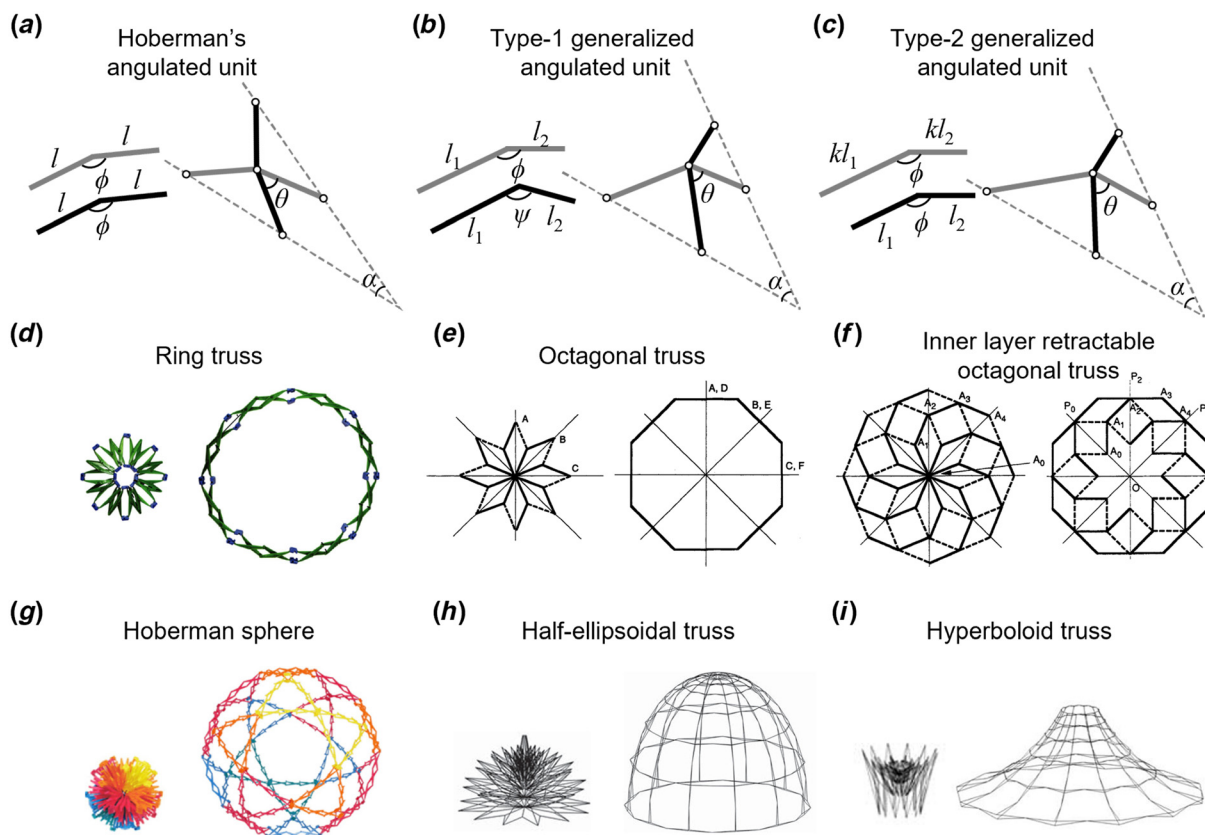 (a)
Hoberman's
angulated unit
l
l
ϕ
l
l
ϕ
θ
α
(b)
Type-1 generalized
angulated unit
l1
l2
ϕ
l1
ψ
l2
θ
α
(c)
Type-2 generalized
angulated unit
kl1
kl2
ϕ
l1
ϕ
l2
θ
α
(d)
Ring truss
(e)
Octagonal truss
A
B
C
A, D
B, E
C, F
(f)
Inner layer retractable
octagonal truss
A2
A3
A4
A1
A0
P2
P0
A3
A2
A4
P
A1
A0
O
(g)
Hoberman sphere
(h)
Half-ellipsoidal truss
(i)
Hyperboloid truss